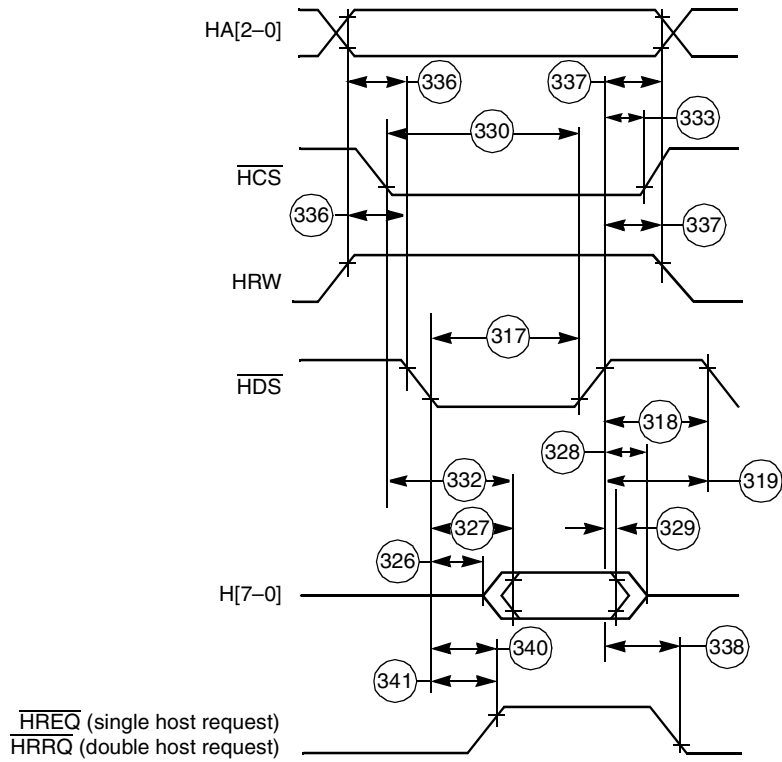 HA[2–0]
336
337
333
330
HCS
336
337
HRW
317
HDS
318
328
332
319
327
329
326
H[7–0]
340
338
341
HREQ (single host request)
HRRQ (double host request)